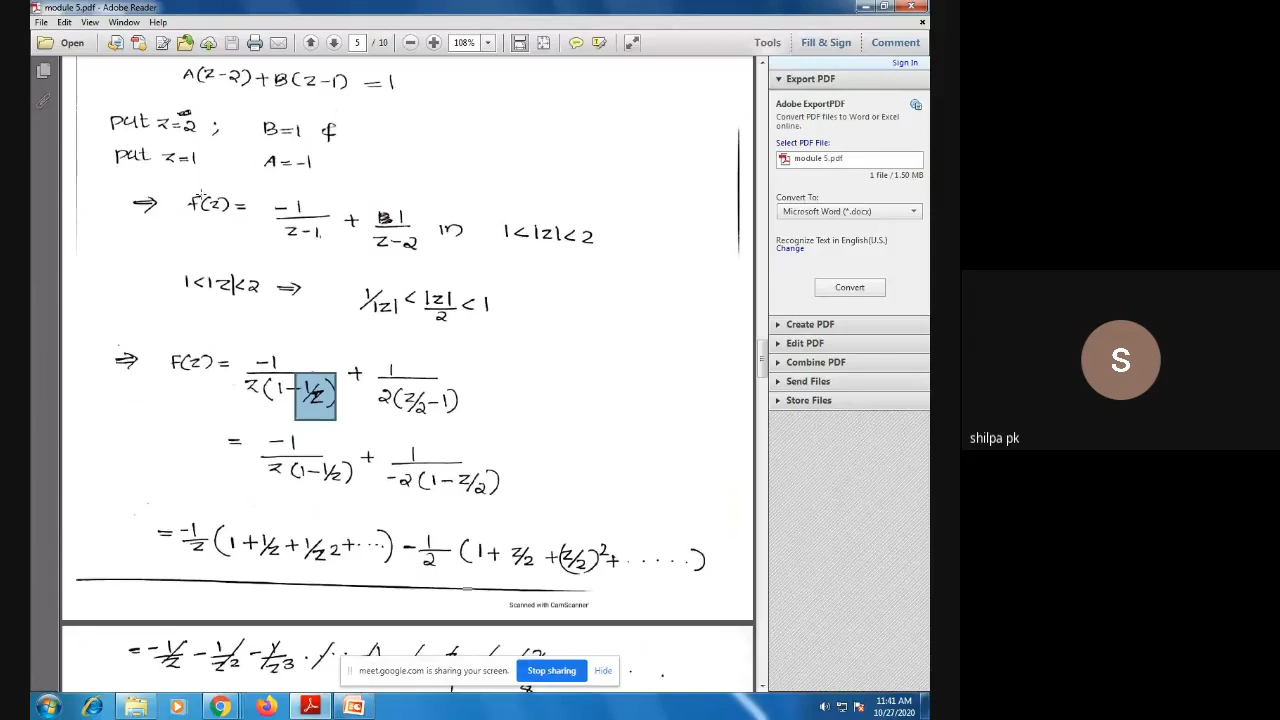 module 5.pdf - Adobe Reader
File Edit View Window Help
Open 5 / 10 108% Tools Fill & Sign Comment
Sign In
A(z-2)+B(z-1) = 1
put z=2 ; B=1 &
put z=1 A=-1
⇒ f(z) = -1/(z-1) + 1/(z-2) in 1<|z|<2
1<|z|<2 ⇒ 1/|z| < |z|/2 < 1
⇒ F(z) = -1/(z(1-1/z)) + 1/(2(z/2-1))
= -1/(z(1-1/z)) + 1/(-2(1-z/2))
= -1/z (1+1/z+1/z2+...) - 1/2 (1+z/2+(z/2)²+.....)
Scanned with CamScanner
= -1/z - 1/z2 - 1/z3 ...
Export PDF
Adobe ExportPDF
Convert PDF files to Word or Excel
online.
Select PDF File:
module 5.pdf
1 file / 1.50 MB
Convert To:
Microsoft Word (*.docx)
Recognize Text in English(U.S.)
Change
Convert
Create PDF
Edit PDF
Combine PDF
Send Files
Store Files
meet.google.com is sharing your screen. Stop sharing Hide
11:41 AM
10/27/2020
S
shilpa pk